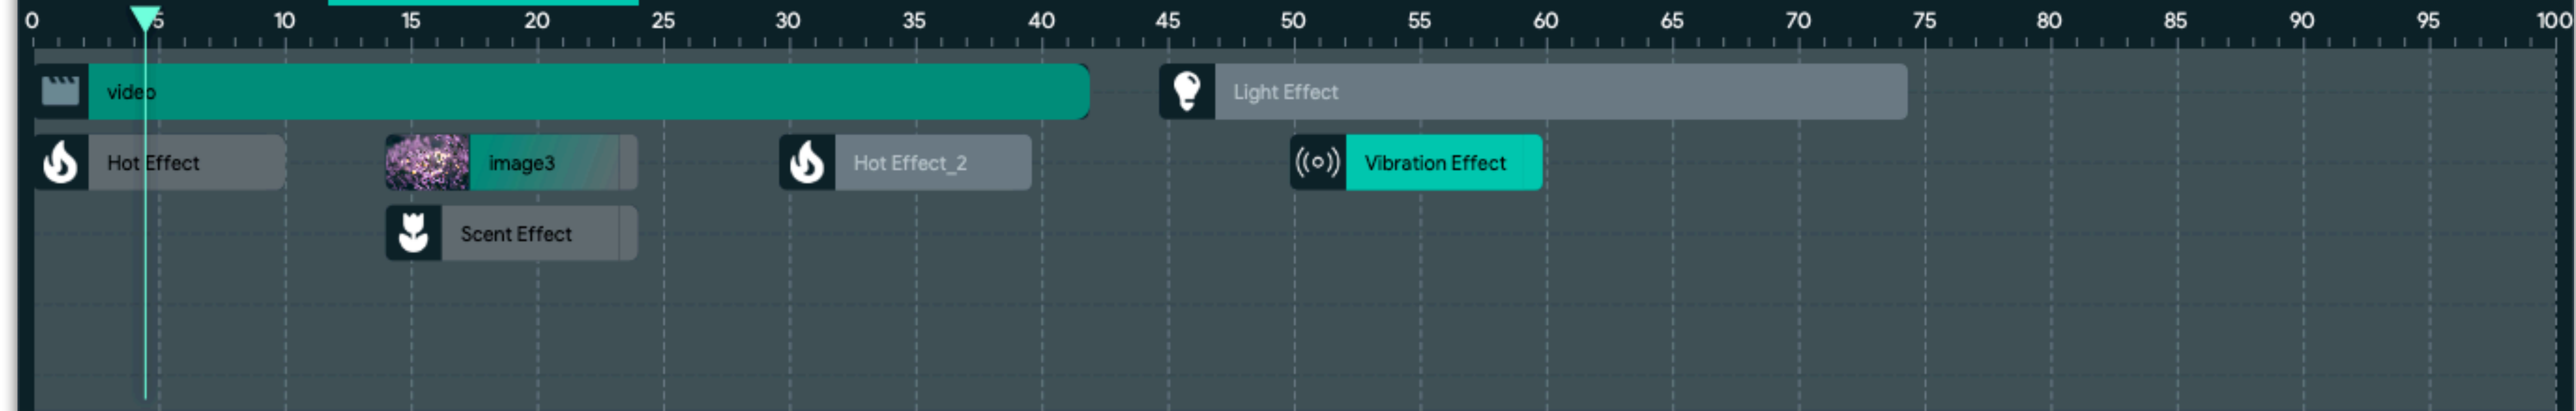 0 5 10 15 20 25 30 35 40 45 50 55 60 65 70 75 80 85 90 95 100
video Light Effect
Hot Effect image3 Hot Effect_2 Vibration Effect
Scent Effect